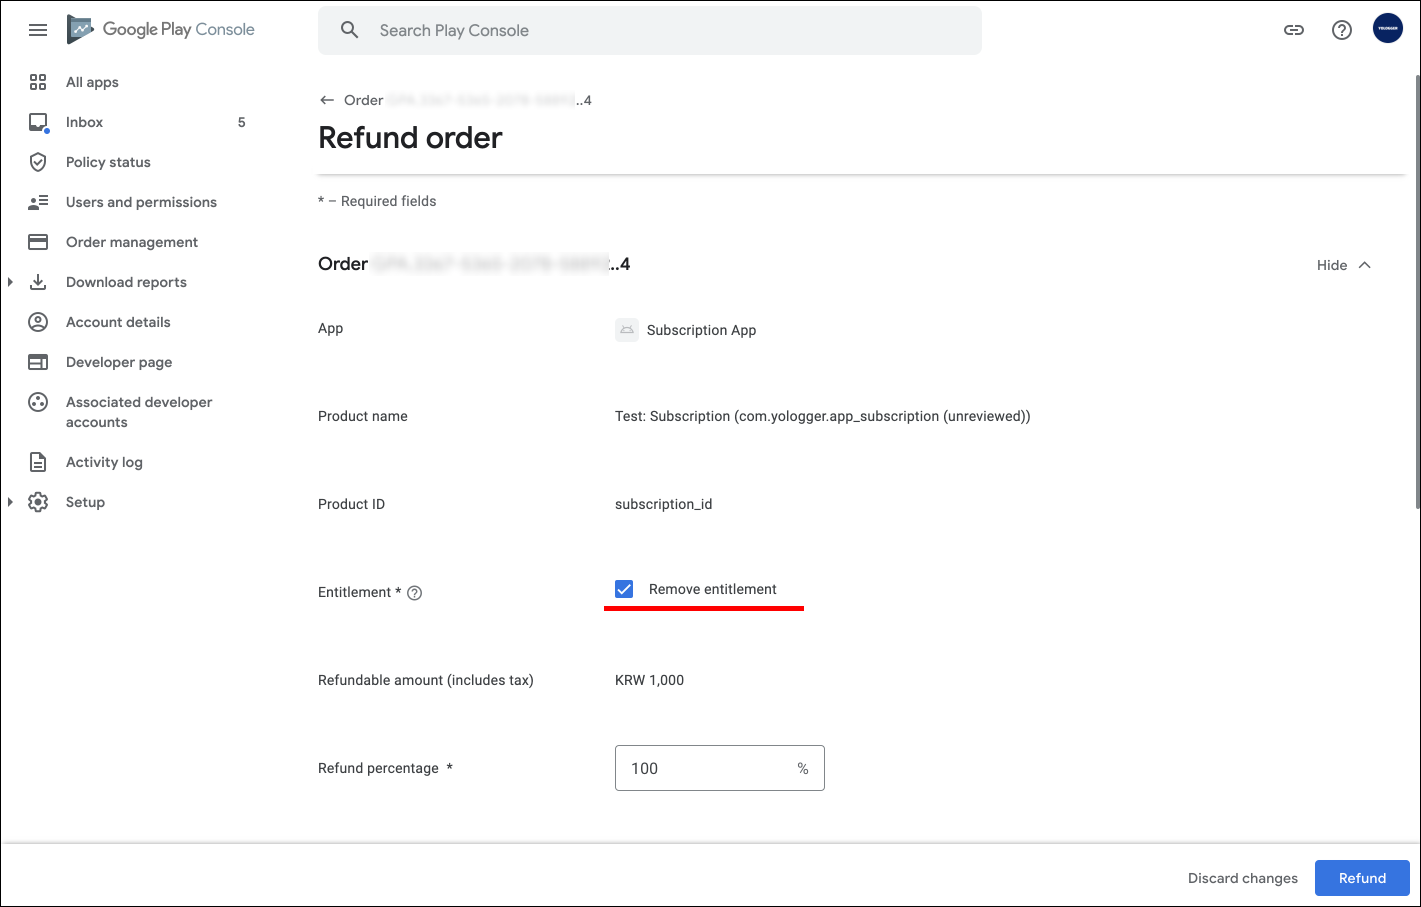 Google Play Console
Search Play Console
YOLOGGER
All apps
Inbox 5
Policy status
Users and permissions
Order management
Download reports
Account details
Developer page
Associated developer
accounts
Activity log
Setup
Order ..4
Refund order
* – Required fields
Order ..4
Hide
App Subscription App
Product name Test: Subscription (com.yologger.app_subscription (unreviewed))
Product ID subscription_id
Entitlement * Remove entitlement
Refundable amount (includes tax) KRW 1,000
Refund percentage * 100 %
Discard changes Refund